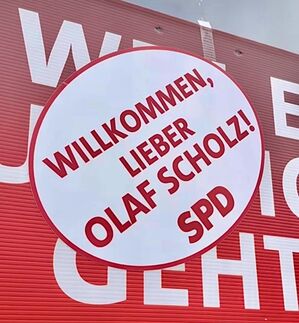 WILLKOMMEN,
LIEBER
OLAF SCHOLZ!
SPD
GEHT